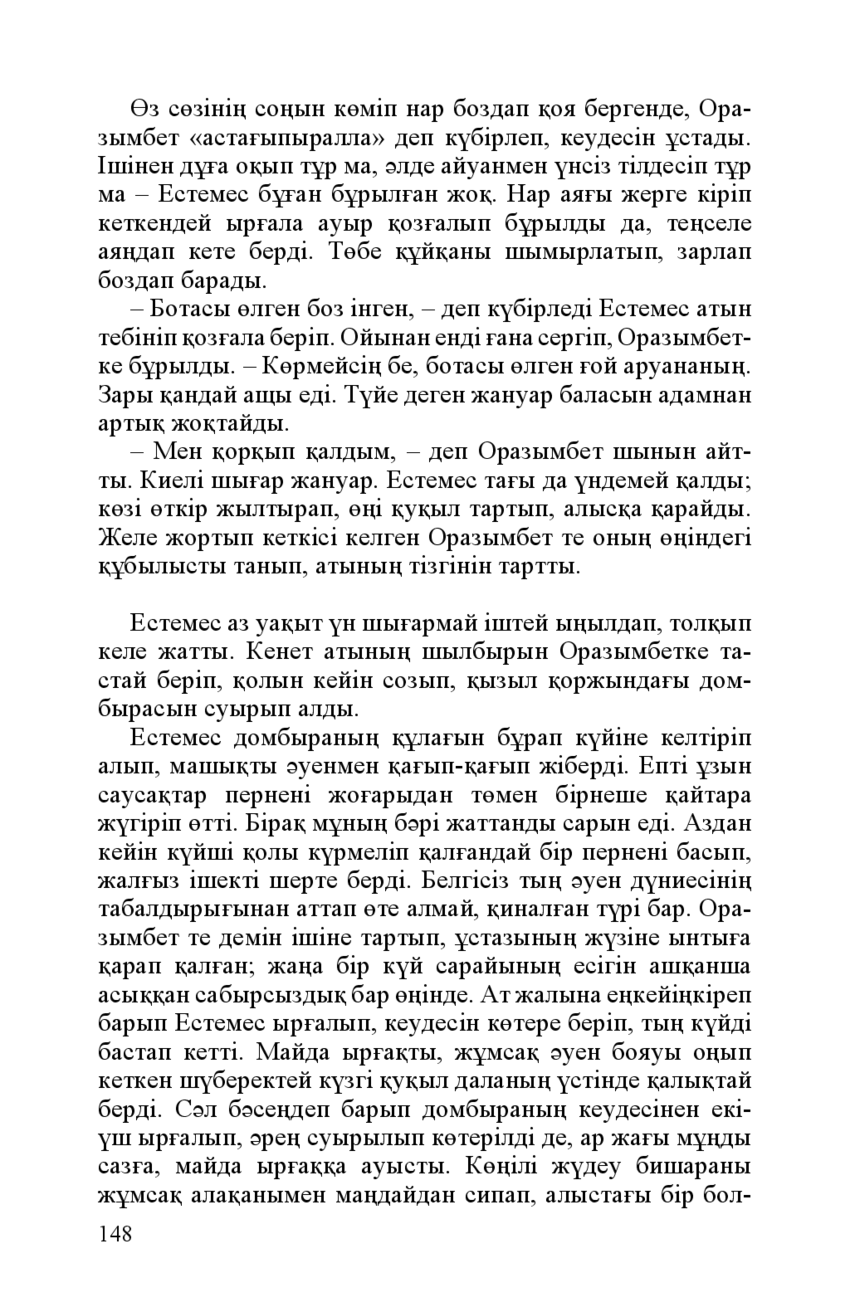 Өз сөзінің соңын көміп нар боздап қоя бергенде, Ора-
зымбет «астағыпыралла» деп күбірлеп, кеудесін ұстады.
Ішінен дұға оқып тұр ма, әлде айуанмен үнсіз тілдесіп тұр
ма – Естемес бұған бұрылған жоқ. Нар аяғы жерге кіріп
кеткендей ырғала ауыр қозғалып бұрылды да, теңселе
аяңдап кете берді. Төбе құйқаны шымырлатып, зарлап
боздап барады.
– Ботасы өлген боз інген, – деп күбірледі Естемес атын
тебініп қозғала беріп. Ойынан енді ғана сергіп, Оразымбет-
ке бұрылды. – Көрмейсің бе, ботасы өлген ғой аруананың.
Зары қандай ащы еді. Түйе деген жануар баласын адамнан
артық жоқтайды.
– Мен қорқып қалдым, – деп Оразымбет шынын айт-
ты. Киелі шығар жануар. Естемес тағы да үндемей қалды;
көзі өткір жылтырап, өңі қуқыл тартып, алысқа қарайды.
Желе жортып кеткісі келген Оразымбет те оның өңіндегі
құбылысты танып, атының тізгінін тартты.
Естемес аз уақыт үн шығармай іштей ыңылдап, толқып
келе жатты. Кенет атының шылбырын Оразымбетке та-
стай беріп, қолын кейін созып, қызыл қоржындағы дом-
бырасын суырып алды.
Естемес домбыраның құлағын бұрап күйіне келтіріп
алып, машықты әуенмен қағып-қағып жіберді. Епті ұзын
саусақтар пернені жоғарыдан төмен бірнеше қайтара
жүгіріп өтті. Бірақ мұның бәрі жаттанды сарын еді. Аздан
кейін күйші қолы күрмеліп қалғандай бір пернені басып,
жалғыз ішекті шерте берді. Белгісіз тың әуен дүниесінің
табалдырығынан аттап өте алмай, қиналған түрі бар. Ора-
зымбет те демін ішіне тартып, ұстазының жүзіне ынтыға
қарап қалған; жаңа бір күй сарайының есігін ашқанша
асыққан сабырсыздық бар өңінде. Ат жалына еңкейіңкіреп
барып Естемес ырғалып, кеудесін көтере беріп, тың күйді
бастап кетті. Майда ырғақты, жұмсақ әуен бояуы оңып
кеткен шүберектей күзгі қуқыл даланың үстінде қалықтай
берді. Сәл бәсеңдеп барып домбыраның кеудесінен екі-
үш ырғалып, әрең суырылып көтерілді де, ар жағы мұңды
сазға, майда ырғаққа ауысты. Көңілі жүдеу бишараны
жұмсақ алақанымен маңдайдан сипап, алыстағы бір бол-
148